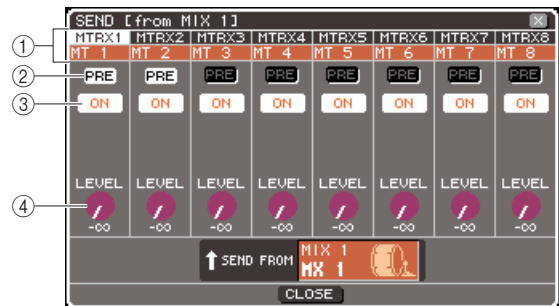 SEND [from MIX 1]
① MTRX1 MTRX2 MTRX3 MTRX4 MTRX5 MTRX6 MTRX7 MTRX8
MT 1 MT 2 MT 3 MT 4 MT 5 MT 6 MT 7 MT 8
② PRE PRE PRE PRE PRE PRE PRE PRE
③ ON ON ON ON ON ON ON ON
LEVEL LEVEL LEVEL LEVEL LEVEL LEVEL LEVEL LEVEL
④
-∞ -∞ -∞ -∞ -∞ -∞ -∞ -∞
SEND FROM MIX 1
MX 1
CLOSE